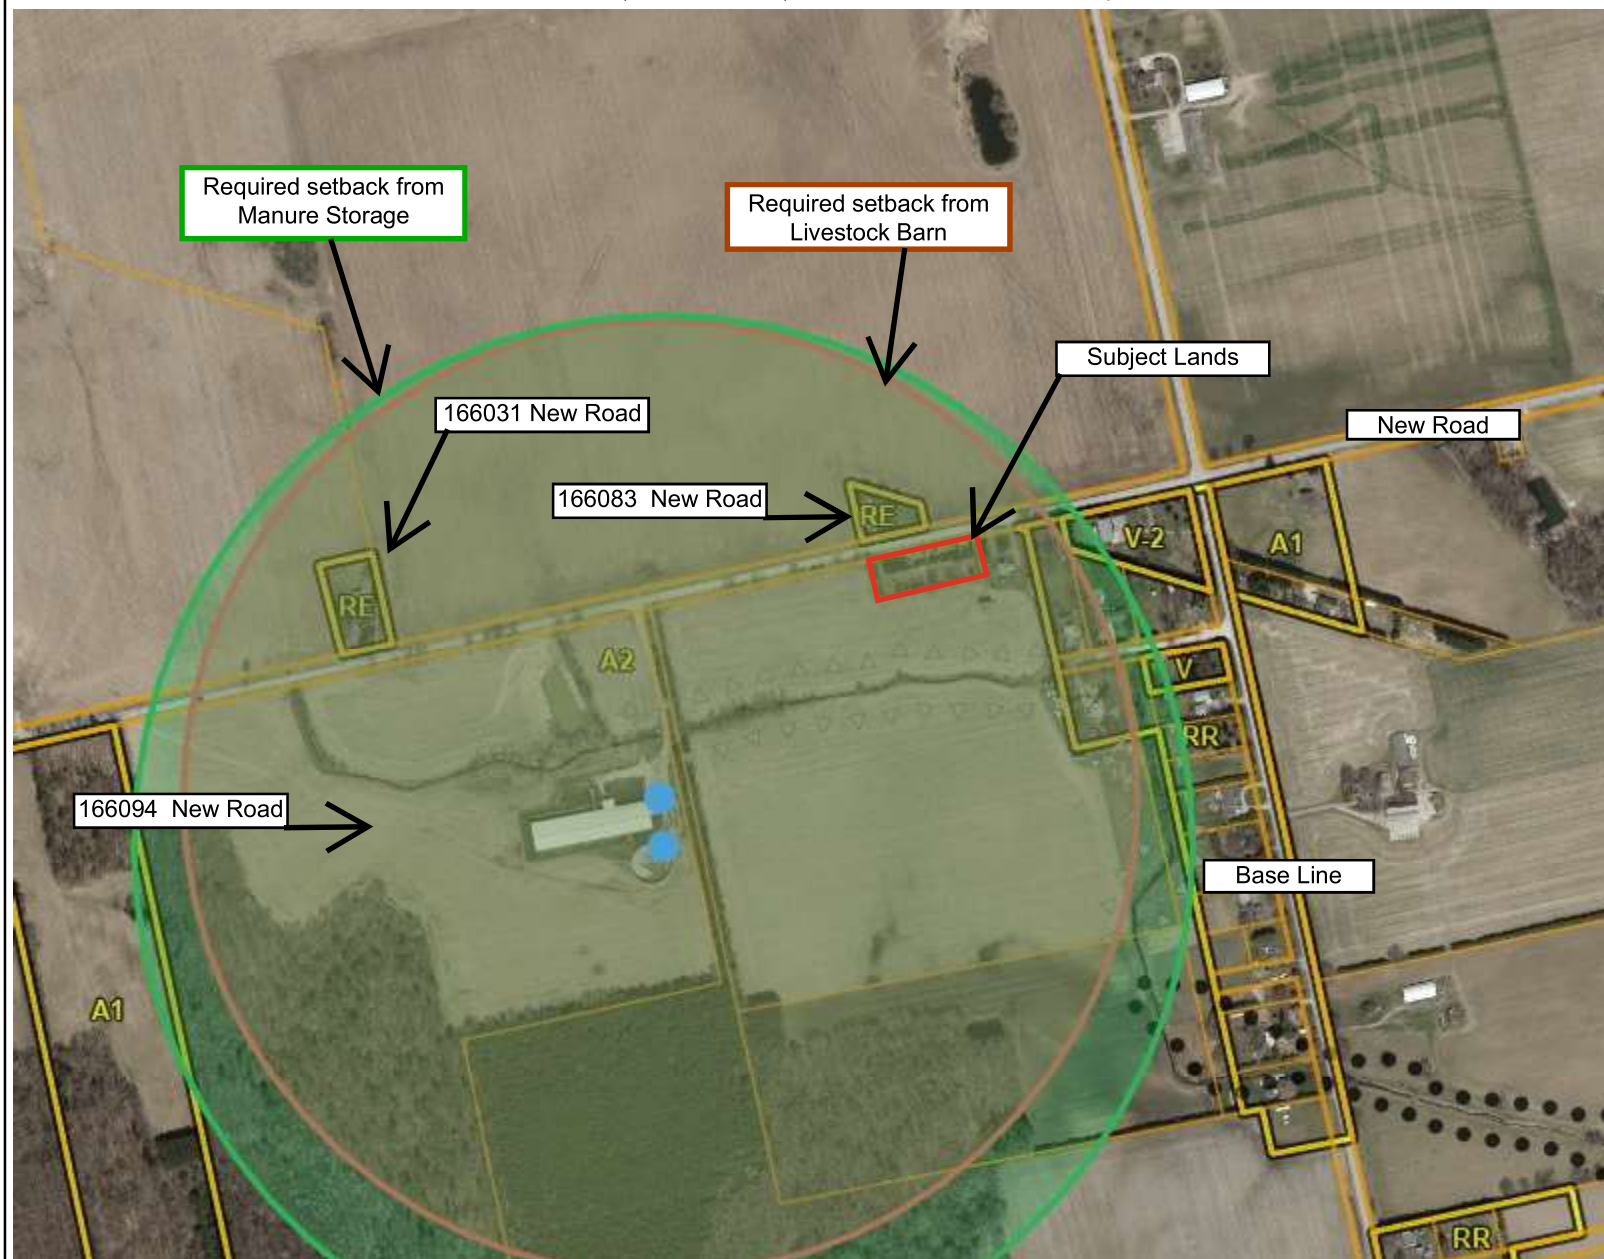 Required setback from
Manure Storage
Required setback from
Livestock Barn
Subject Lands
166031 New Road
New Road
166083  New Road
RE
V-2
A1
RE
A2
V
RR
166094  New Road
Base Line
A1
RR